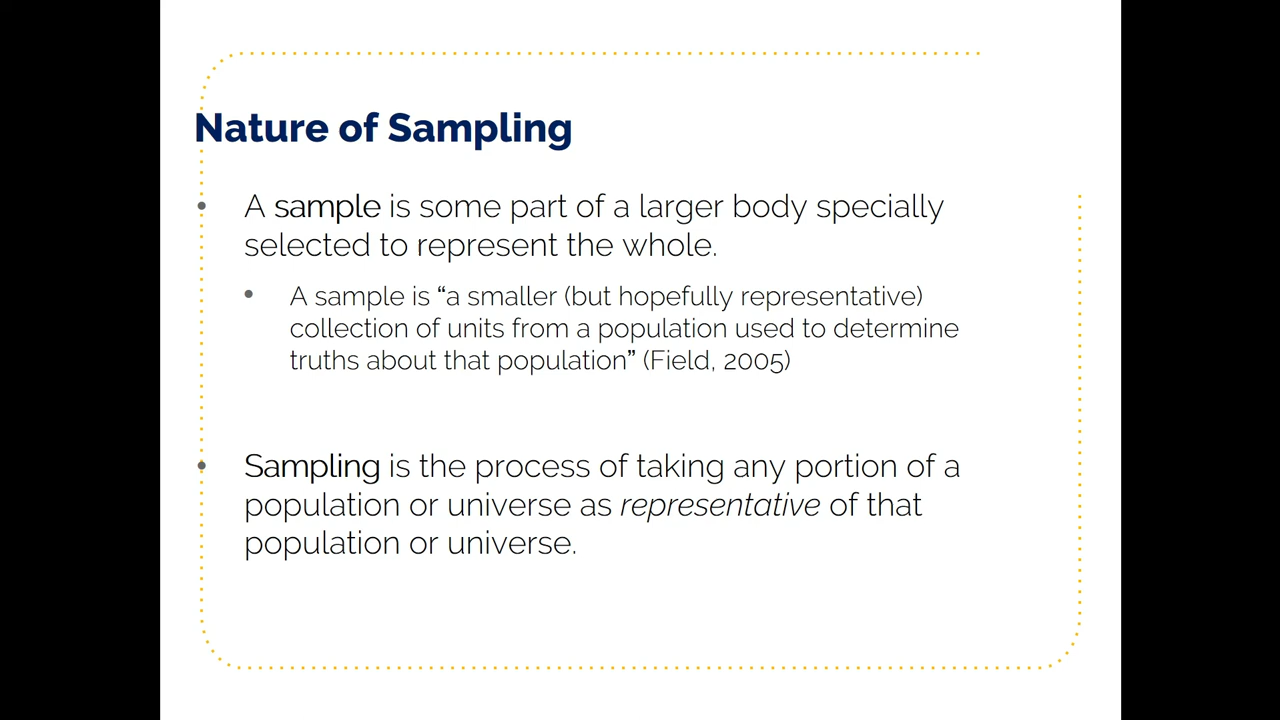 Nature of Sampling
• A sample is some part of a larger body specially
selected to represent the whole.
• A sample is “a smaller (but hopefully representative)
collection of units from a population used to determine
truths about that population” (Field, 2005)
• Sampling is the process of taking any portion of a
population or universe as representative of that
population or universe.